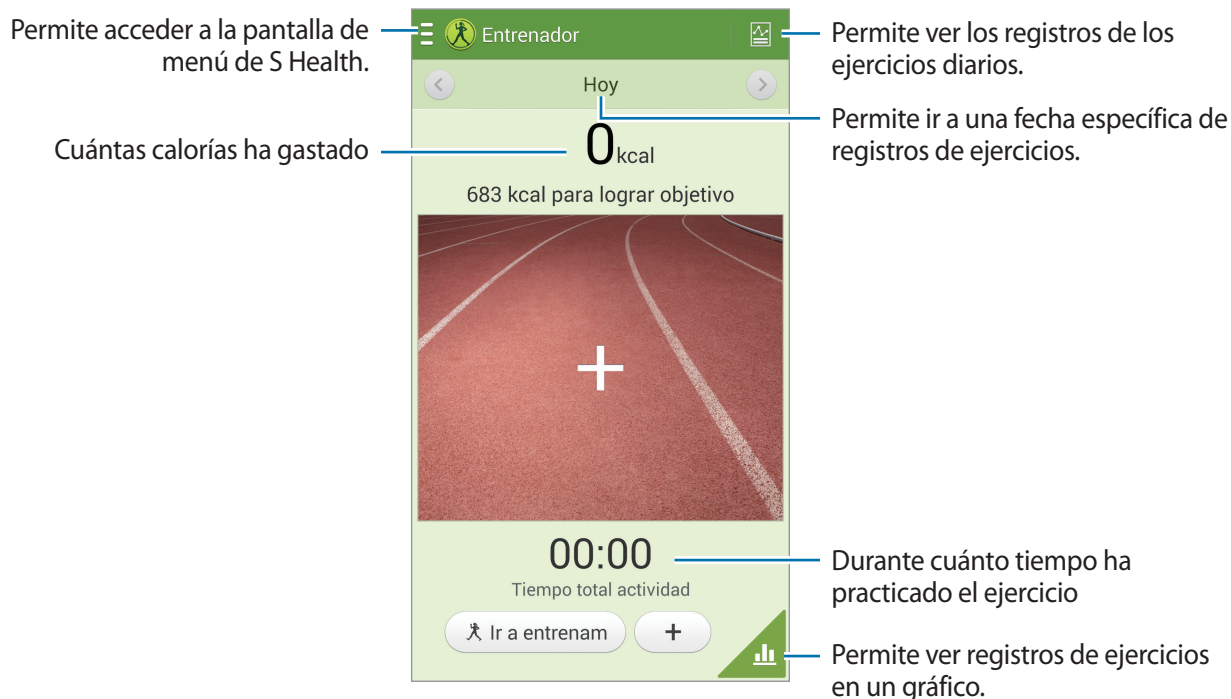 Permite acceder a la pantalla de
menú de S Health.
Entrenador
Permite ver los registros de los
ejercicios diarios.
Hoy
Permite ir a una fecha específica de
registros de ejercicios.
Cuántas calorías ha gastado
0 kcal
683 kcal para lograr objetivo
00:00
Durante cuánto tiempo ha
practicado el ejercicio
Tiempo total actividad
Ir a entrenam
+
Permite ver registros de ejercicios
en un gráfico.